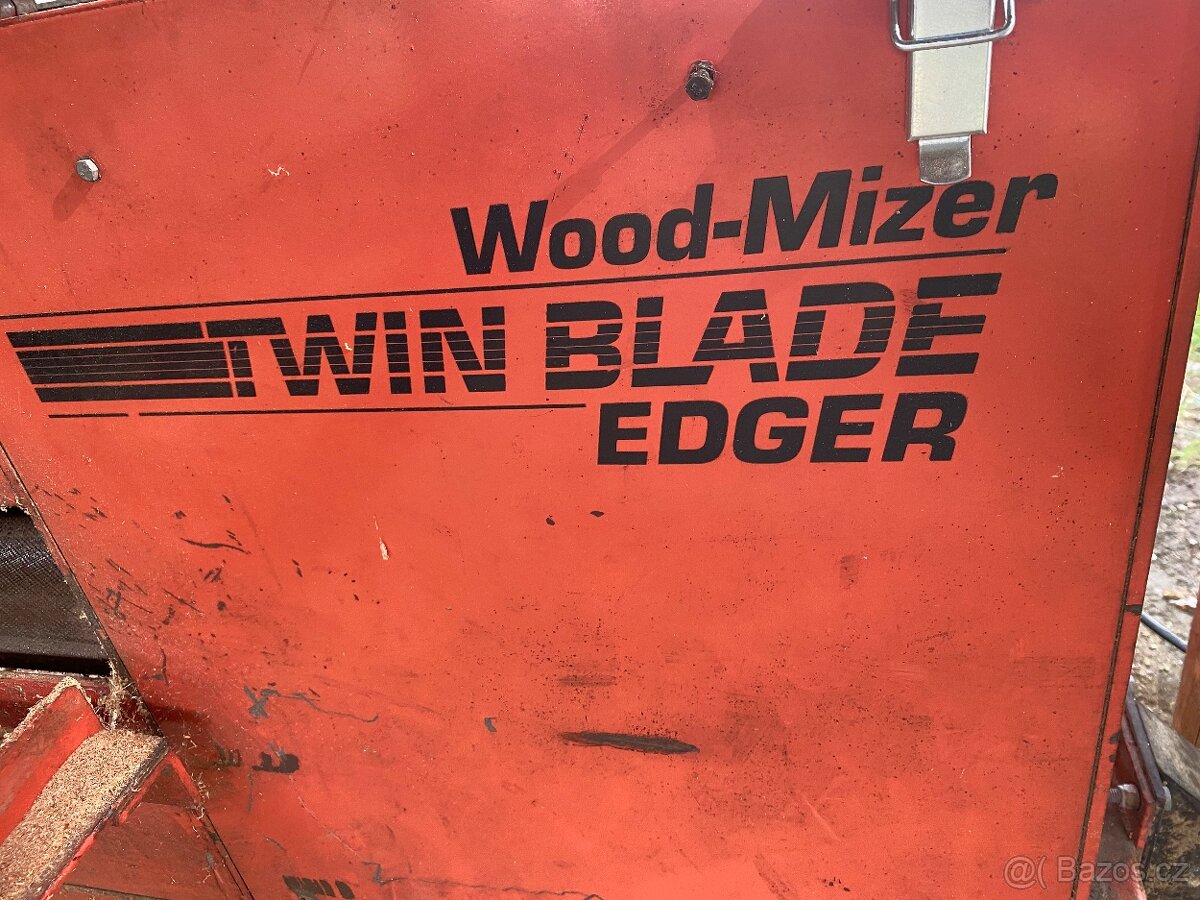 Wood-Mizer
TWIN BLADE
EDGER
@( Bazos.cz